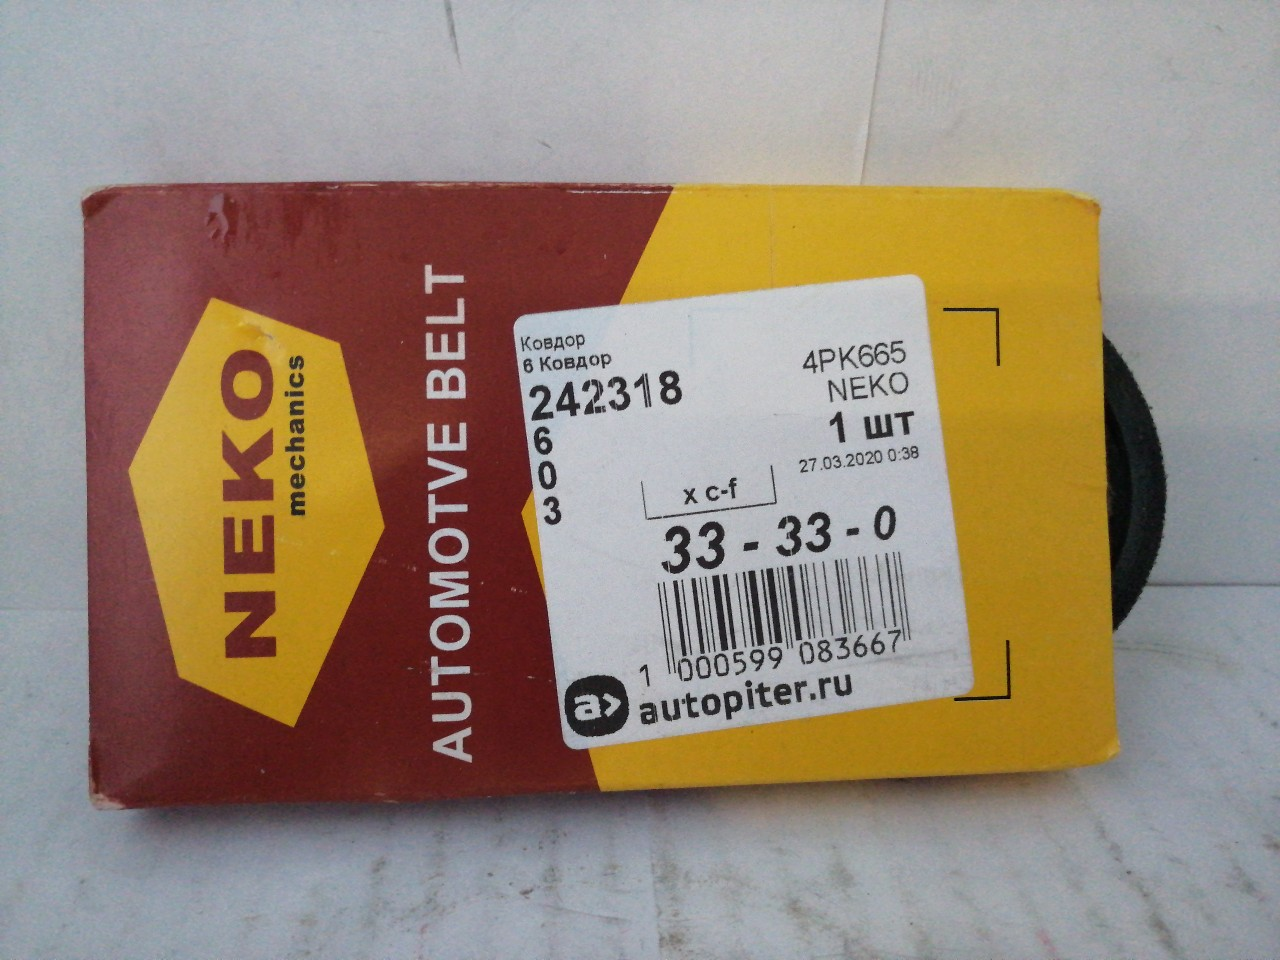 NEKO
mechanics
AUTOMOTVE BELT
Ковдор
6 Ковдор
242318
6
0
3
4PK665
NEKO
1 шт
27.03.2020 0:38
x c-f
33 - 33 - 0
1 000599 083667
a>
autopiter.ru